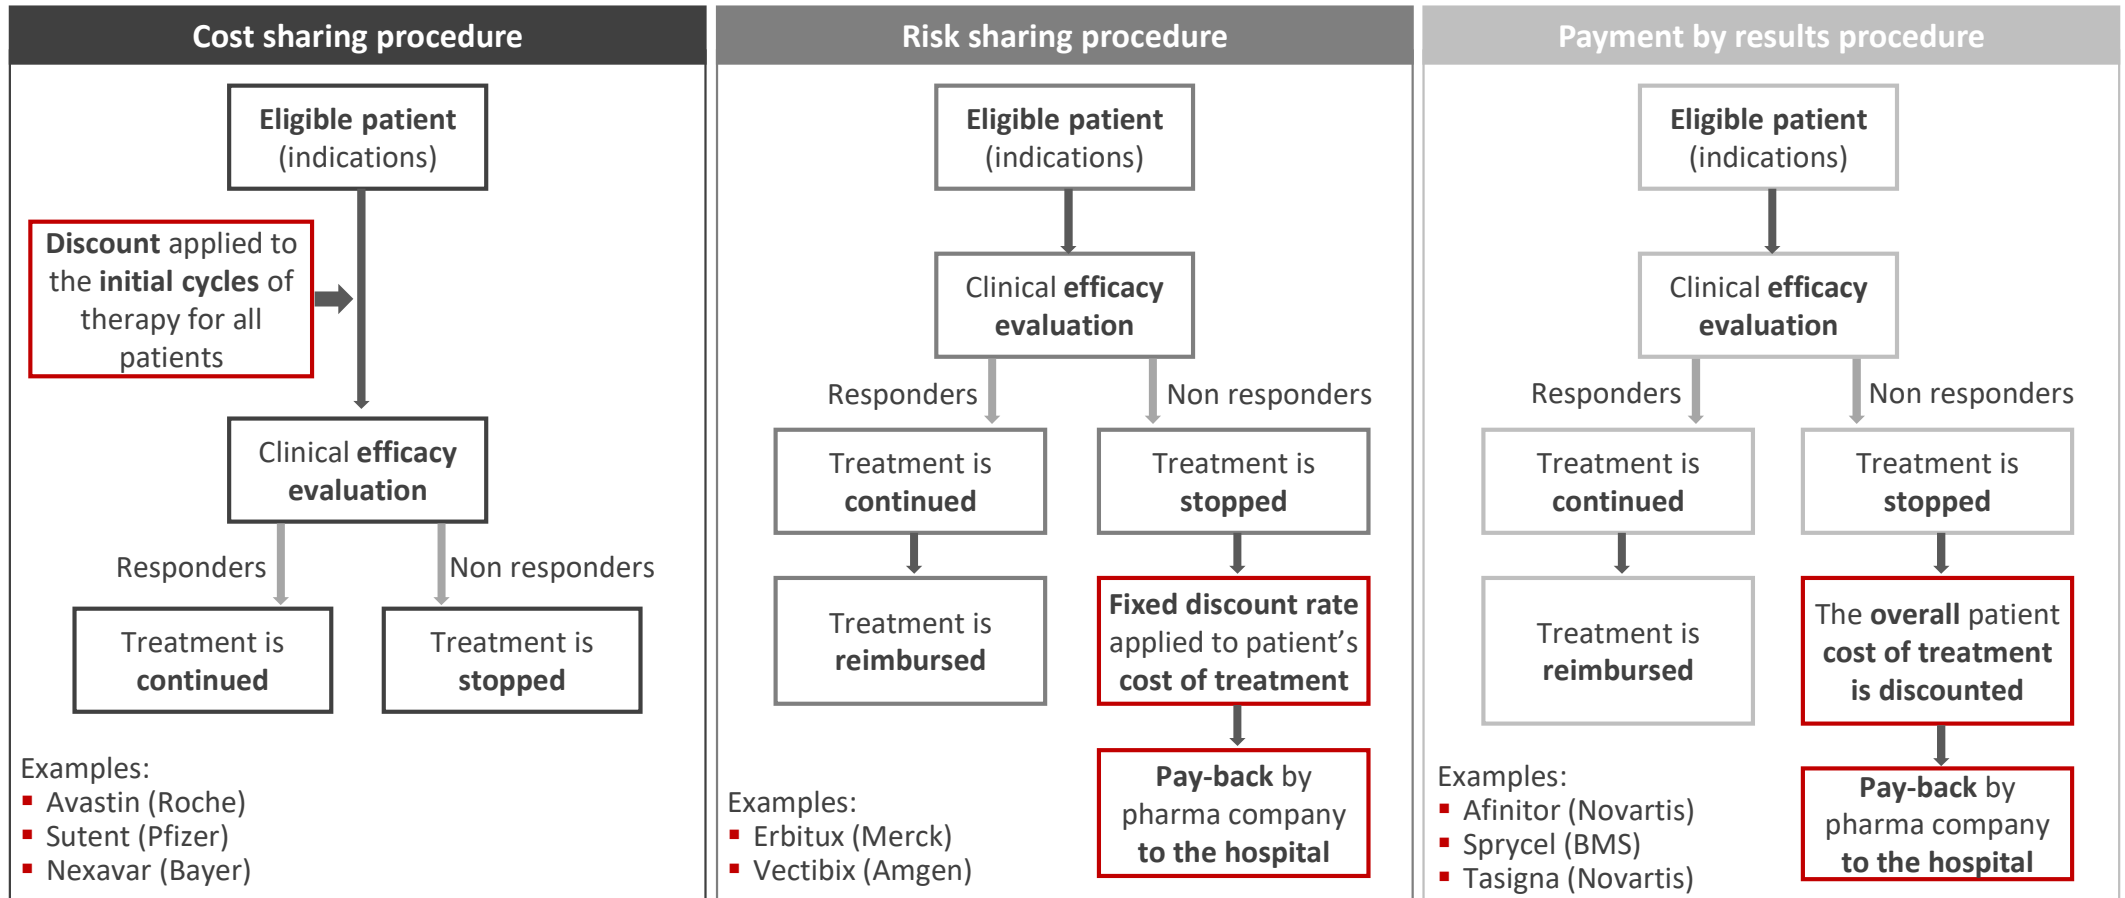 Cost sharing procedure
Eligible patient
(indications)
Discount applied to
the initial cycles of
therapy for all
patients
Clinical efficacy
evaluation
Responders
Non responders
Treatment is
continued
Treatment is
stopped
Examples:
▪ Avastin (Roche)
▪ Sutent (Pfizer)
▪ Nexavar (Bayer)
Risk sharing procedure
Eligible patient
(indications)
Clinical efficacy
evaluation
Responders
Non responders
Treatment is
continued
Treatment is
stopped
Treatment is
reimbursed
Fixed discount rate
applied to patient’s
cost of treatment
Pay-back by
pharma company
to the hospital
Examples:
▪ Erbitux (Merck)
▪ Vectibix (Amgen)
Payment by results procedure
Eligible patient
(indications)
Clinical efficacy
evaluation
Responders
Non responders
Treatment is
continued
Treatment is
stopped
Treatment is
reimbursed
The overall patient
cost of treatment
is discounted
Pay-back by
pharma company
to the hospital
Examples:
▪ Afinitor (Novartis)
▪ Sprycel (BMS)
▪ Tasigna (Novartis)